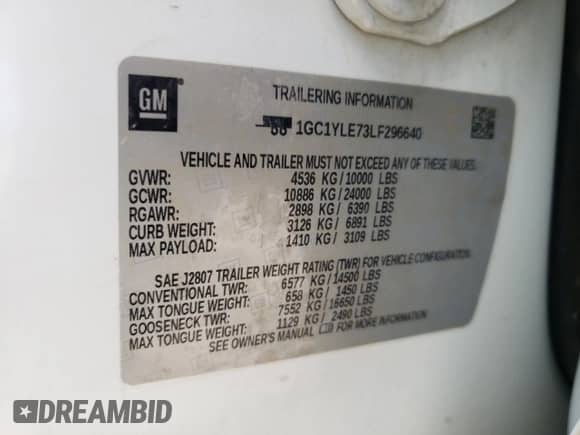 GM
TRAILERING INFORMATION
1GC1YLE73LF296640
VEHICLE AND TRAILER MUST NOT EXCEED ANY OF THESE VALUES
GVWR: 4536 KG/10000 LBS
GCWR: 10886 KG/24000 LBS
RGAWR: 2898 KG/ 6390 LBS
CURB WEIGHT: 3126 KG/ 6891 LBS
MAX PAYLOAD: 1410 KG/ 3109 LBS
SAE J2807 TRAILER WEIGHT RATING (TWR) FOR VEHICLE CONFIGURATION
CONVENTIONAL TWR: 6577 KG/14500 LBS
MAX TONGUE WEIGHT: 658 KG/ 1450 LBS
GOOSENECK TWR: 7552 KG/16650 LBS
MAX TONGUE WEIGHT: 1129 KG/ 2490 LBS
SEE OWNER'S MANUAL FOR MORE INFORMATION
DREAMBID